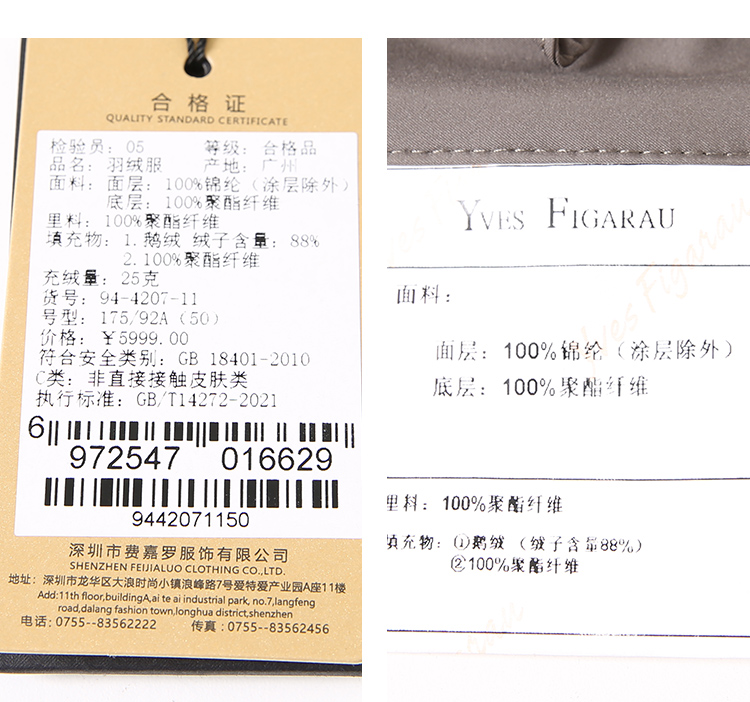 合格证
QUALITY STANDARD CERTIFICATE
检验员：05 等级：合格品
品名：羽绒服 产地：广州
面料：面层：100%锦纶（涂层除外）
底层：100%聚酯纤维
里料：100%聚酯纤维
填充物：1.鹅绒 绒子含量：88%
2.100%聚酯纤维
充绒量：25克
货号：94-4207-11
号型：175/92A（50）
价格：￥5999.00
符合安全类别：GB 18401-2010
C类：非直接接触皮肤类
执行标准：GB/T14272-2021
6 972547 016629
9442071150
深圳市费嘉罗服饰有限公司
SHENZHEN FEIJIALUO CLOTHING CO.,LTD.
地址：深圳市龙华区大浪时尚小镇浪峰路7号爱特爱产业园A座11楼
Add:11th floor,buildingA,ai te ai industrial park, no.7,langfeng
road,dalang fashion town,longhua district,shenzhen
电话：0755--83562222 传真：0755--83562456
YVES FIGARAU
面料：
面层：100%锦纶（涂层除外）
底层：100%聚酯纤维
里料：100%聚酯纤维
填充物：①鹅绒（绒子含量88%）
②100%聚酯纤维
Yves Figarau